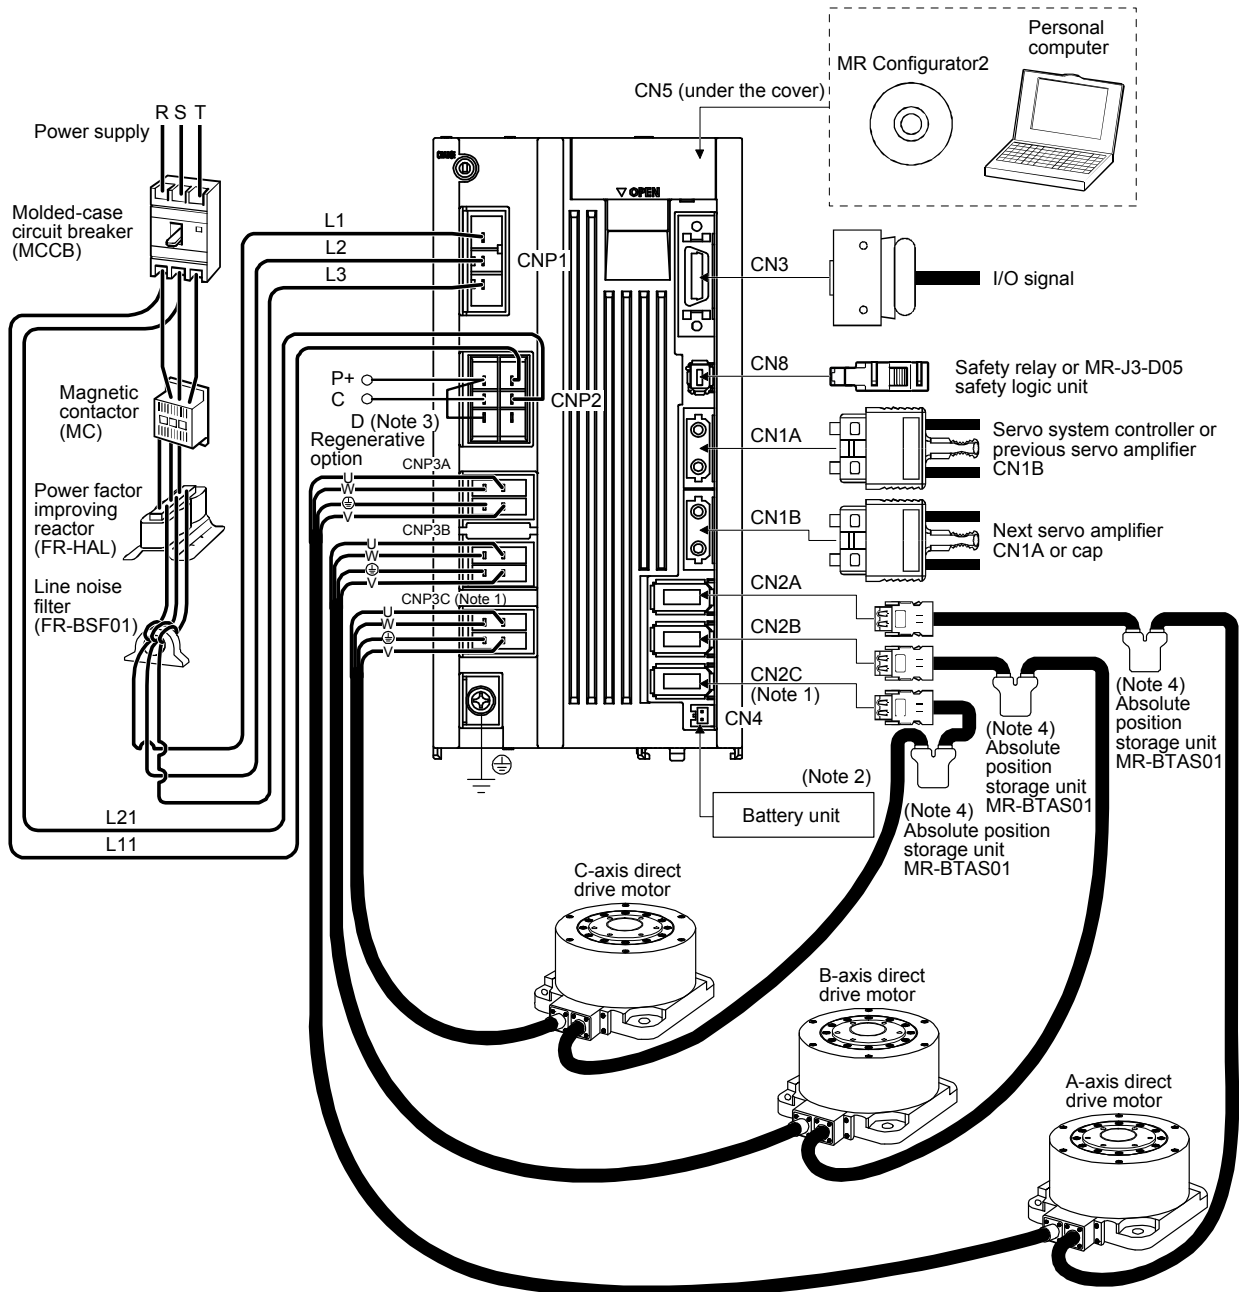 Personal
computer
MR Configurator2
CN5 (under the cover)
R S T
Power supply
Molded-case
circuit breaker
(MCCB)
L1
L2
L3
CHARGE
▽ OPEN
CNP1
CN3
I/O signal
CN8
Safety relay or MR-J3-D05
safety logic unit
P+
C
D (Note 3)
Regenerative
option
CNP2
Magnetic
contactor
(MC)
CN1A
Servo system controller or
previous servo amplifier
CN1B
CNP3A
U
W
V
Power factor
improving
reactor
(FR-HAL)
CN1B
Next servo amplifier
CN1A or cap
CNP3B
U
W
V
Line noise
filter
(FR-BSF01)
CN2A
CNP3C (Note 1)
U
W
V
CN2B
CN2C
(Note 1)
CN4
(Note 4)
Absolute
position
storage unit
MR-BTAS01
(Note 4)
Absolute
position
storage unit
MR-BTAS01
(Note 4)
Absolute position
storage unit
MR-BTAS01
(Note 2)
Battery unit
L21
L11
C-axis direct
drive motor
B-axis direct
drive motor
A-axis direct
drive motor